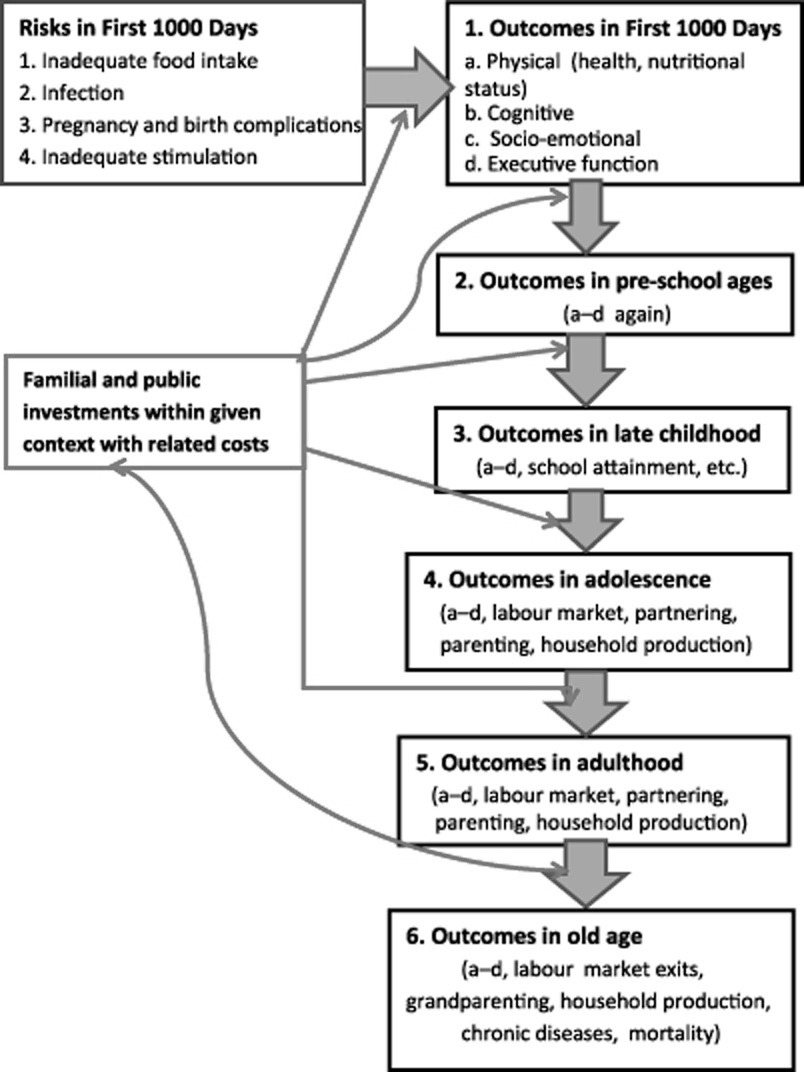 Risks in First 1000 Days
1. Inadequate food intake
2. Infection
3. Pregnancy and birth complications
4. Inadequate stimulation
1. Outcomes in First 1000 Days
a. Physical (health, nutritional
status)
b. Cognitive
c. Socio-emotional
d. Executive function
2. Outcomes in pre-school ages
(a–d again)
Familial and public
investments within given
context with related costs
3. Outcomes in late childhood
(a–d, school attainment, etc.)
4. Outcomes in adolescence
(a–d, labour market, partnering,
parenting, household production)
5. Outcomes in adulthood
(a–d, labour market, partnering,
parenting, household production)
6. Outcomes in old age
(a–d, labour market exits,
grandparenting, household production,
chronic diseases, mortality)